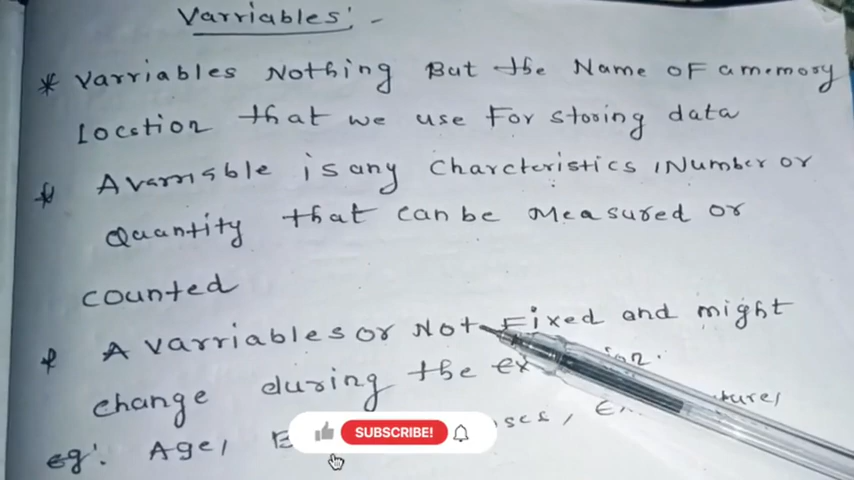 Varriables:-
* Varriables Nothing But the Name of a memory
Locstion that we use For storing data
* A Varriable is any Charcteristics, Number or
Quantity that can be Measured or
counted
* A varriables or Not Fixed and might
change during the
eg: Age,
SUBSCRIBE!